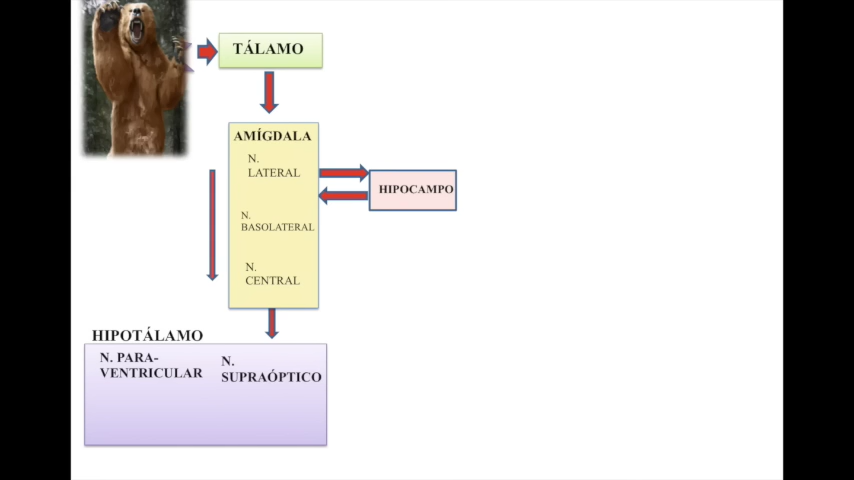 TÁLAMO
AMÍGDALA
N.
LATERAL
HIPOCAMPO
N.
BASOLATERAL
N.
CENTRAL
HIPOTÁLAMO
N. PARA-
VENTRICULAR
N.
SUPRAÓPTICO